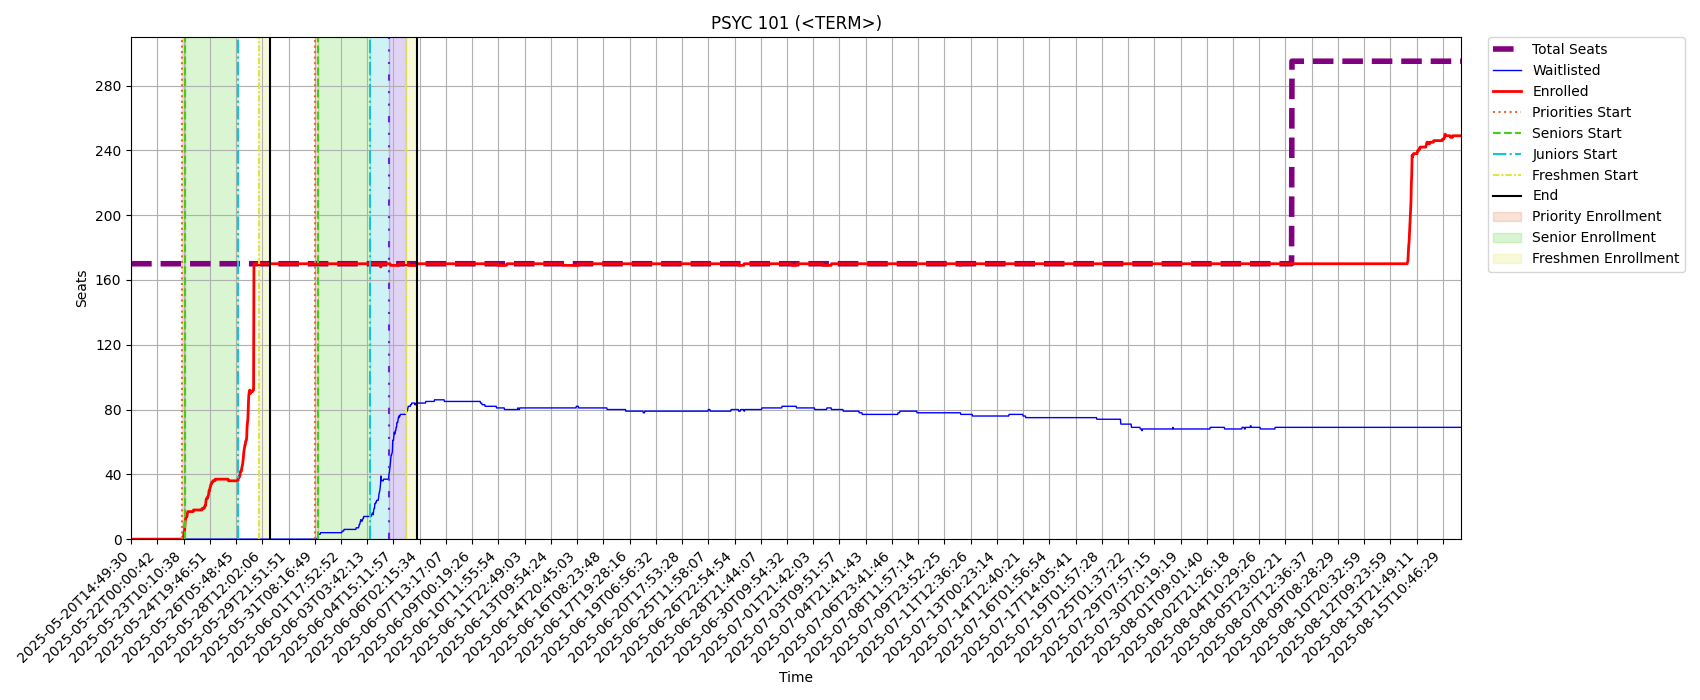 PSYC 101 (<TERM>)
Seats
280
240
200
160
120
80
40
0
2025-05-20T14:49:30
2025-05-22T00:00:42
2025-05-23T10:10:38
2025-05-24T19:46:51
2025-05-26T05:48:45
2025-05-28T12:02:06
2025-05-29T21:51:51
2025-05-31T08:16:49
2025-06-01T17:52:52
2025-06-03T03:42:13
2025-06-04T15:11:57
2025-06-06T02:15:34
2025-06-07T13:17:07
2025-06-09T00:19:26
2025-06-10T11:55:54
2025-06-11T22:49:03
2025-06-13T09:54:24
2025-06-14T20:45:03
2025-06-16T08:23:48
2025-06-17T19:28:16
2025-06-19T06:56:32
2025-06-20T17:53:28
2025-06-25T11:58:07
2025-06-26T22:54:54
2025-06-28T21:44:07
2025-06-30T09:54:32
2025-07-01T21:42:03
2025-07-03T09:51:57
2025-07-04T21:41:43
2025-07-06T23:41:46
2025-07-08T11:57:14
2025-07-09T23:52:25
2025-07-11T12:36:26
2025-07-13T00:23:14
2025-07-14T12:40:21
2025-07-16T01:56:54
2025-07-17T14:05:41
2025-07-19T01:57:28
2025-07-25T01:37:22
2025-07-29T07:57:15
2025-07-30T20:19:19
2025-08-01T09:01:40
2025-08-02T21:26:18
2025-08-04T10:29:26
2025-08-05T23:02:21
2025-08-07T12:36:37
2025-08-09T08:28:29
2025-08-10T20:32:59
2025-08-12T09:23:59
2025-08-13T21:49:11
2025-08-15T10:46:29
Time
Total Seats
Waitlisted
Enrolled
Priorities Start
Seniors Start
Juniors Start
Freshmen Start
End
Priority Enrollment
Senior Enrollment
Freshmen Enrollment